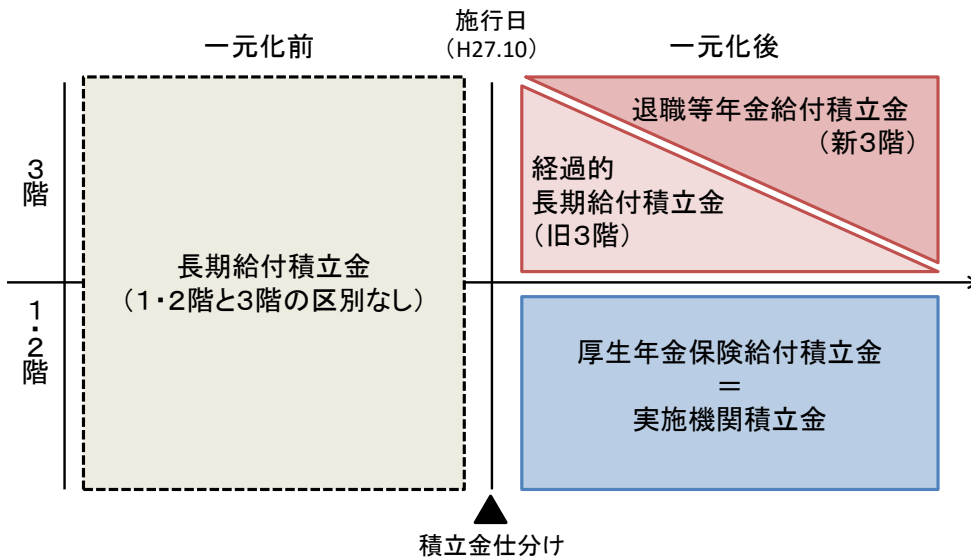 一元化前
施行日
（H27.10）
一元化後
3階
1・2階
長期給付積立金
（1・2階と3階の区別なし）
退職等年金給付積立金
（新3階）
経過的
長期給付積立金
（旧3階）
厚生年金保険給付積立金
＝
実施機関積立金
積立金仕分け